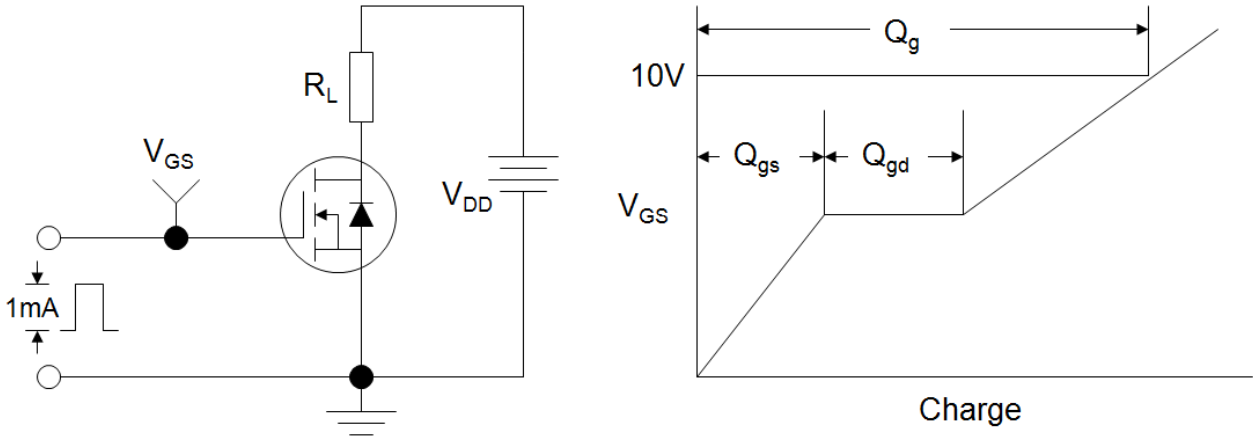 R_L
V_GS
V_DD
1mA
Q_g
10V
Q_gs
Q_gd
V_GS
Charge